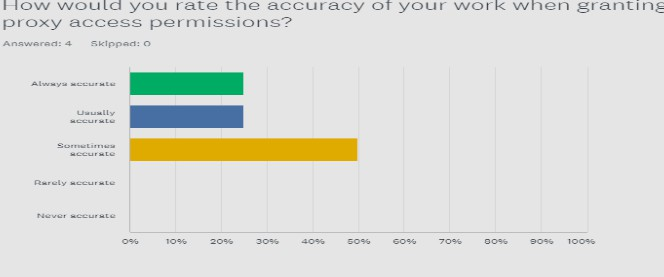 How would you rate the accuracy of your work when granting
proxy access permissions?
Answered: 4 Skipped: 0
Always accurate
Usually
accurate
Sometimes
accurate
Rarely accurate
Never accurate
0% 10% 20% 30% 40% 50% 60% 70% 80% 90% 100%